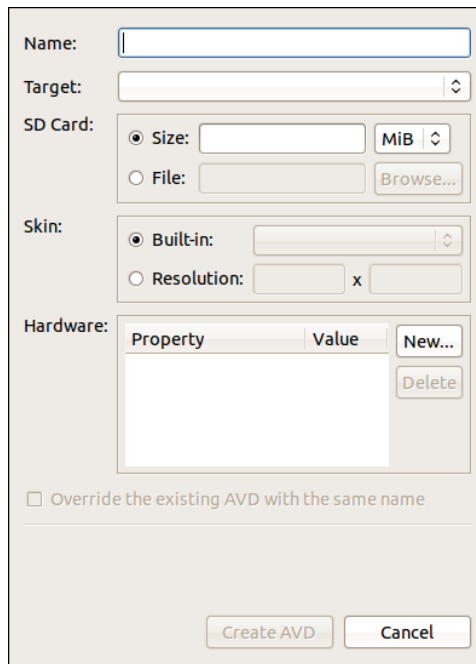 Name:
Target:
SD Card:
Size: MiB
File: Browse...
Skin:
Built-in:
Resolution: x
Hardware:
Property Value New...
Delete
Override the existing AVD with the same name
Create AVD Cancel